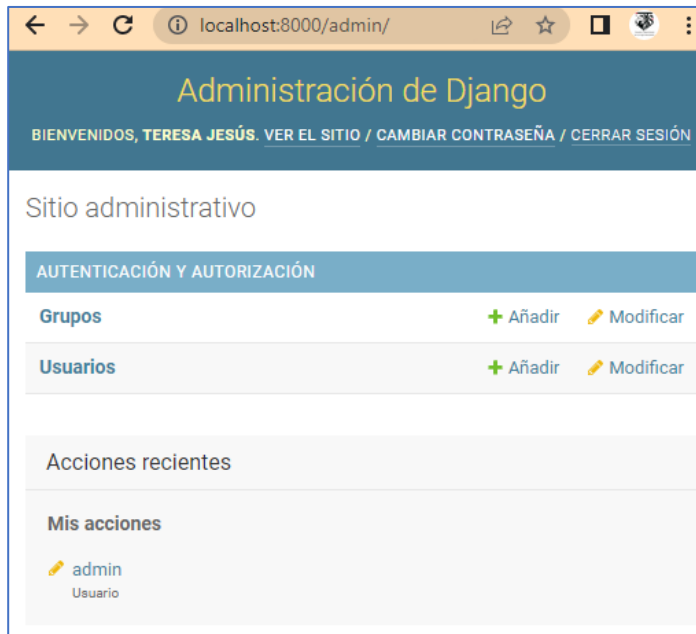 localhost:8000/admin/
Administración de Django
BIENVENIDOS, TERESA JESÚS. VER EL SITIO / CAMBIAR CONTRASEÑA / CERRAR SESIÓN
Sitio administrativo
AUTENTICACIÓN Y AUTORIZACIÓN
Grupos Añadir Modificar
Usuarios Añadir Modificar
Acciones recientes
Mis acciones
admin
Usuario